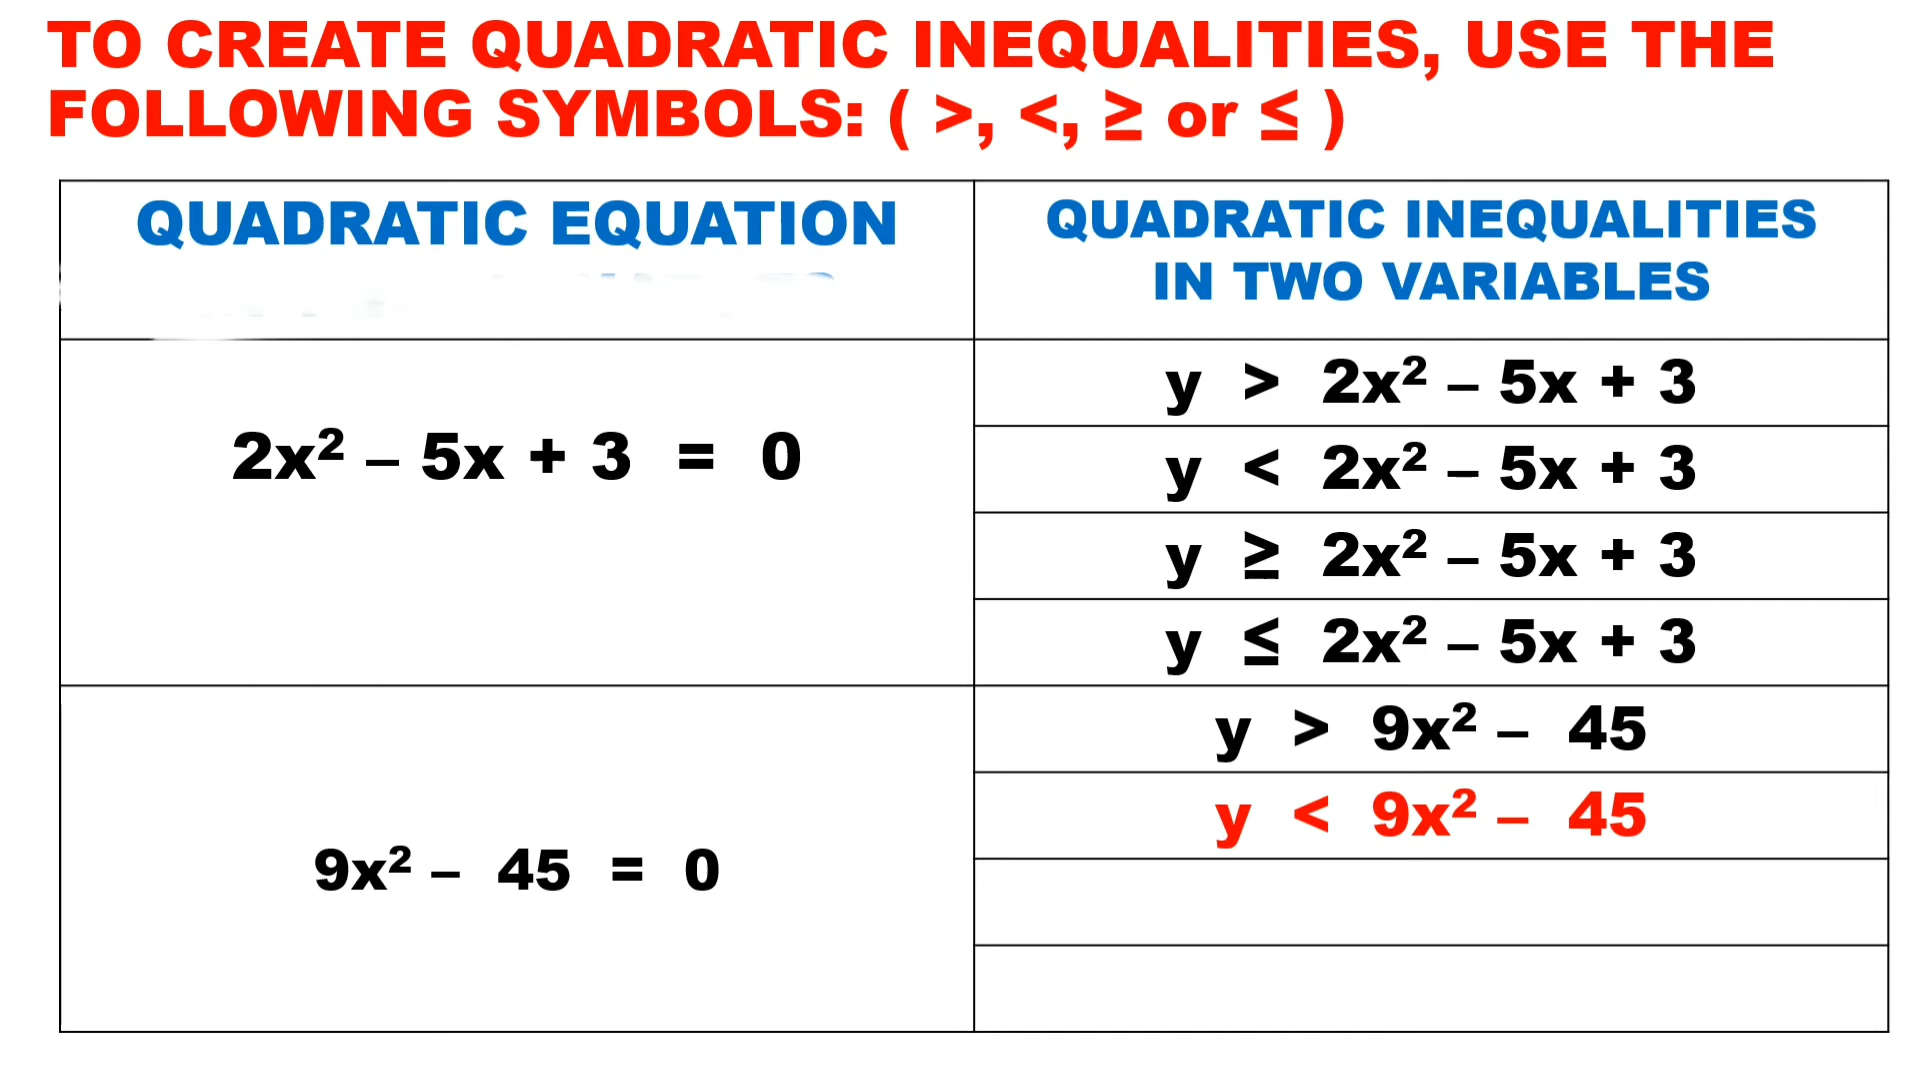 TO CREATE QUADRATIC INEQUALITIES, USE THE
FOLLOWING SYMBOLS: ( >, <, ≥ or ≤ )
QUADRATIC EQUATION
QUADRATIC INEQUALITIES
IN TWO VARIABLES
2x² – 5x + 3 = 0
y > 2x² – 5x + 3
y < 2x² – 5x + 3
y ≥ 2x² – 5x + 3
y ≤ 2x² – 5x + 3
9x² – 45 = 0
y > 9x² – 45
y < 9x² – 45